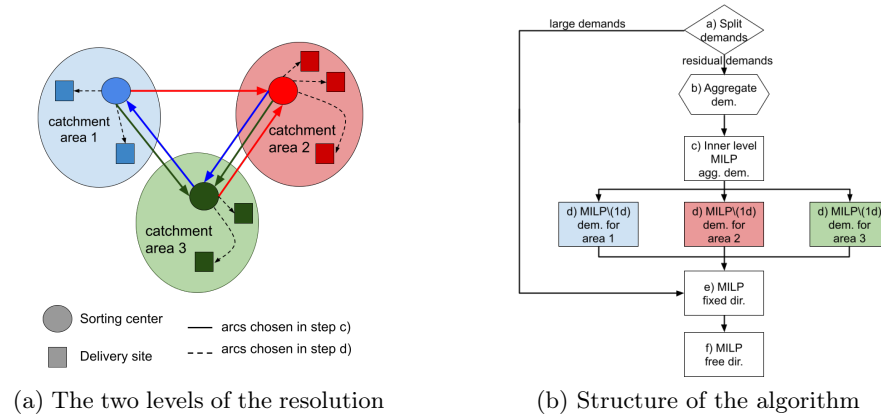 catchment
area 1
catchment
area 2
catchment
area 3
Sorting center
Delivery site
arcs chosen in step c)
arcs chosen in step d)
(a) The two levels of the resolution
large demands
a) Split
demands
residual demands
b) Aggregate
dem.
c) Inner level
MILP
agg. dem.
d) MILP\(1d)
dem. for
area 1
d) MILP\(1d)
dem. for
area 2
d) MILP\(1d)
dem. for
area 3
e) MILP
fixed dir.
f) MILP
free dir.
(b) Structure of the algorithm